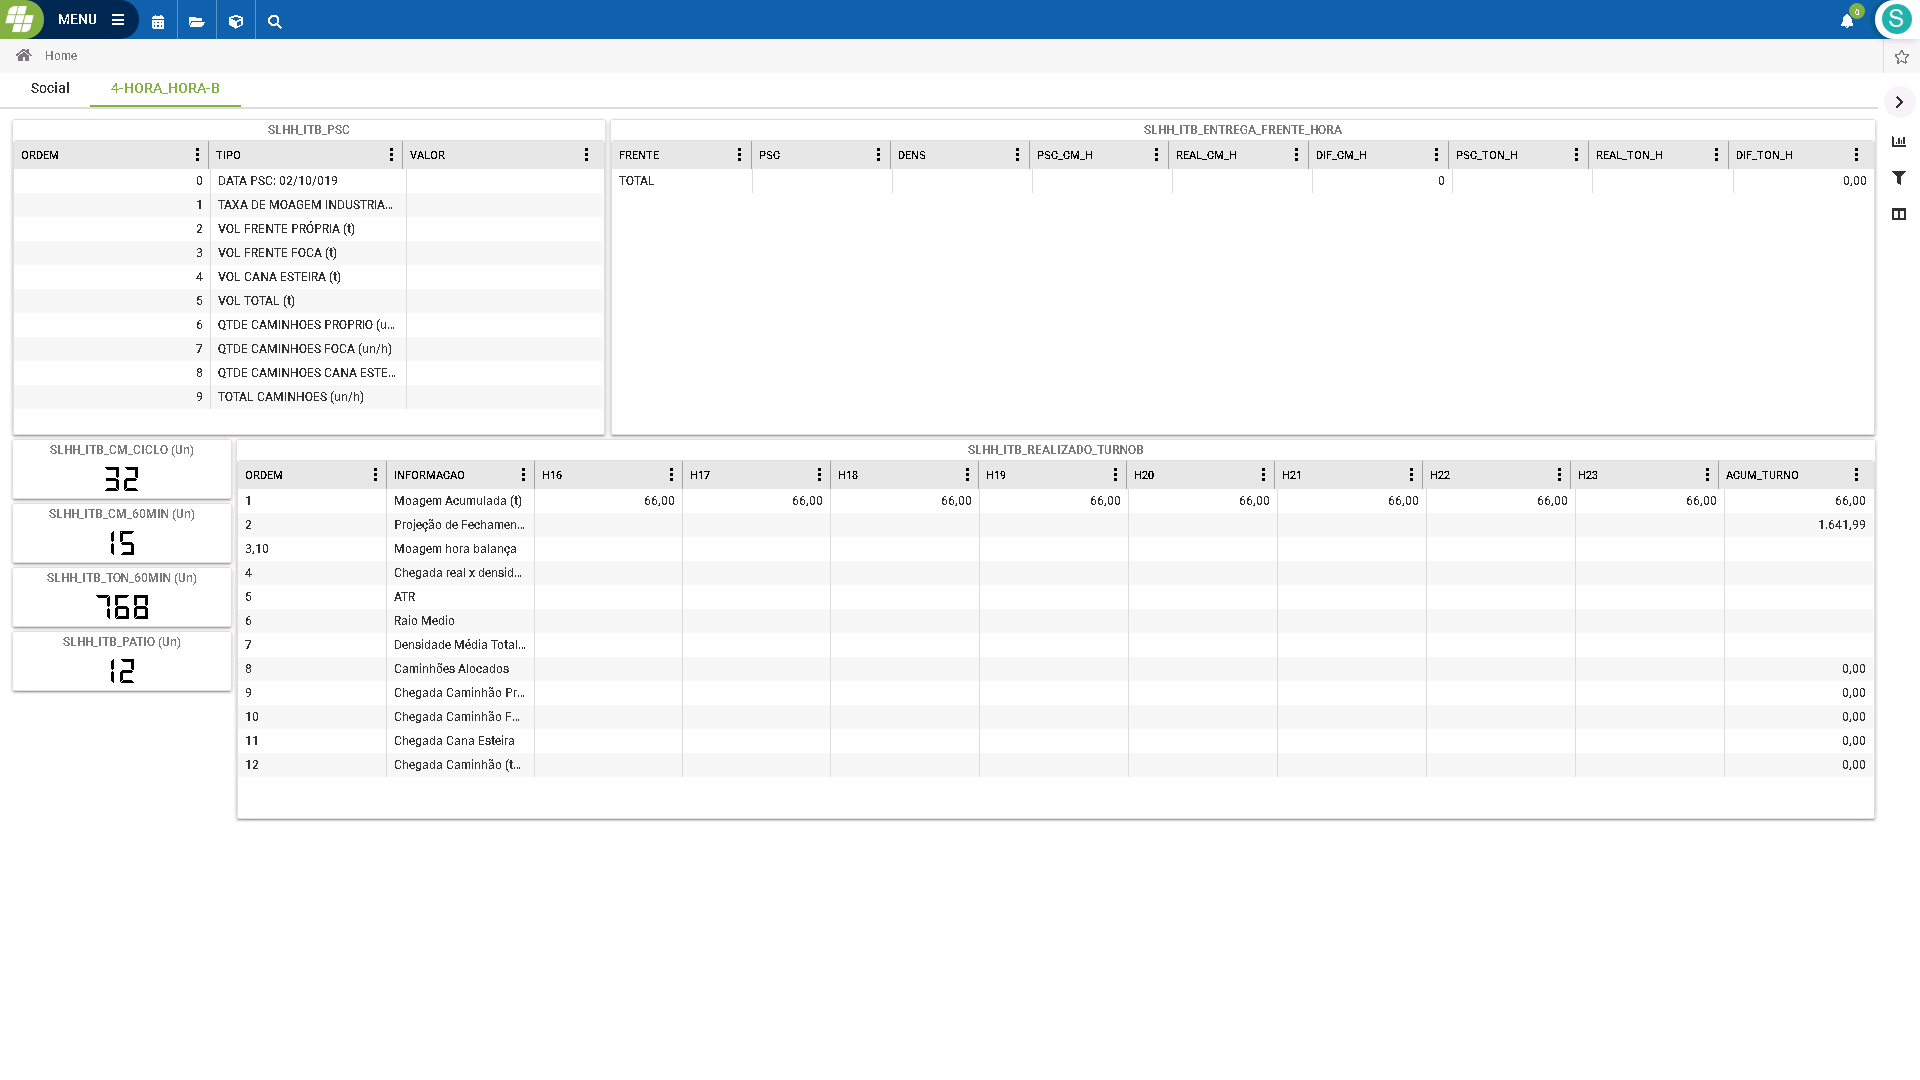 MENU
0
S
Home
Social
4-HORA_HORA-B
SLHH_ITB_PSC
ORDEM TIPO VALOR
0 DATA PSC: 02/10/019
1 TAXA DE MOAGEM INDUSTRIA...
2 VOL FRENTE PRÓPRIA (t)
3 VOL FRENTE FOCA (t)
4 VOL CANA ESTEIRA (t)
5 VOL TOTAL (t)
6 QTDE CAMINHOES PROPRIO (u...
7 QTDE CAMINHOES FOCA (un/h)
8 QTDE CAMINHOES CANA ESTE...
9 TOTAL CAMINHOES (un/h)
SLHH_ITB_ENTREGA_FRENTE_HORA
FRENTE PSC DENS PSC_CM_H REAL_CM_H DIF_CM_H PSC_TON_H REAL_TON_H DIF_TON_H
TOTAL 0 0,00
SLHH_ITB_CM_CICLO (Un)
32
SLHH_ITB_CM_60MIN (Un)
15
SLHH_ITB_TON_60MIN (Un)
768
SLHH_ITB_PATIO (Un)
12
SLHH_ITB_REALIZADO_TURNOB
ORDEM INFORMACAO H16 H17 H18 H19 H20 H21 H22 H23 ACUM_TURNO
1 Moagem Acumulada (t) 66,00 66,00 66,00 66,00 66,00 66,00 66,00 66,00 66,00
2 Projeção de Fechamen... 1.641,99
3,10 Moagem hora balança
4 Chegada real x densid...
5 ATR
6 Raio Medio
7 Densidade Média Total...
8 Caminhões Alocados 0,00
9 Chegada Caminhão Pr... 0,00
10 Chegada Caminhão F... 0,00
11 Chegada Cana Esteira 0,00
12 Chegada Caminhão (t... 0,00